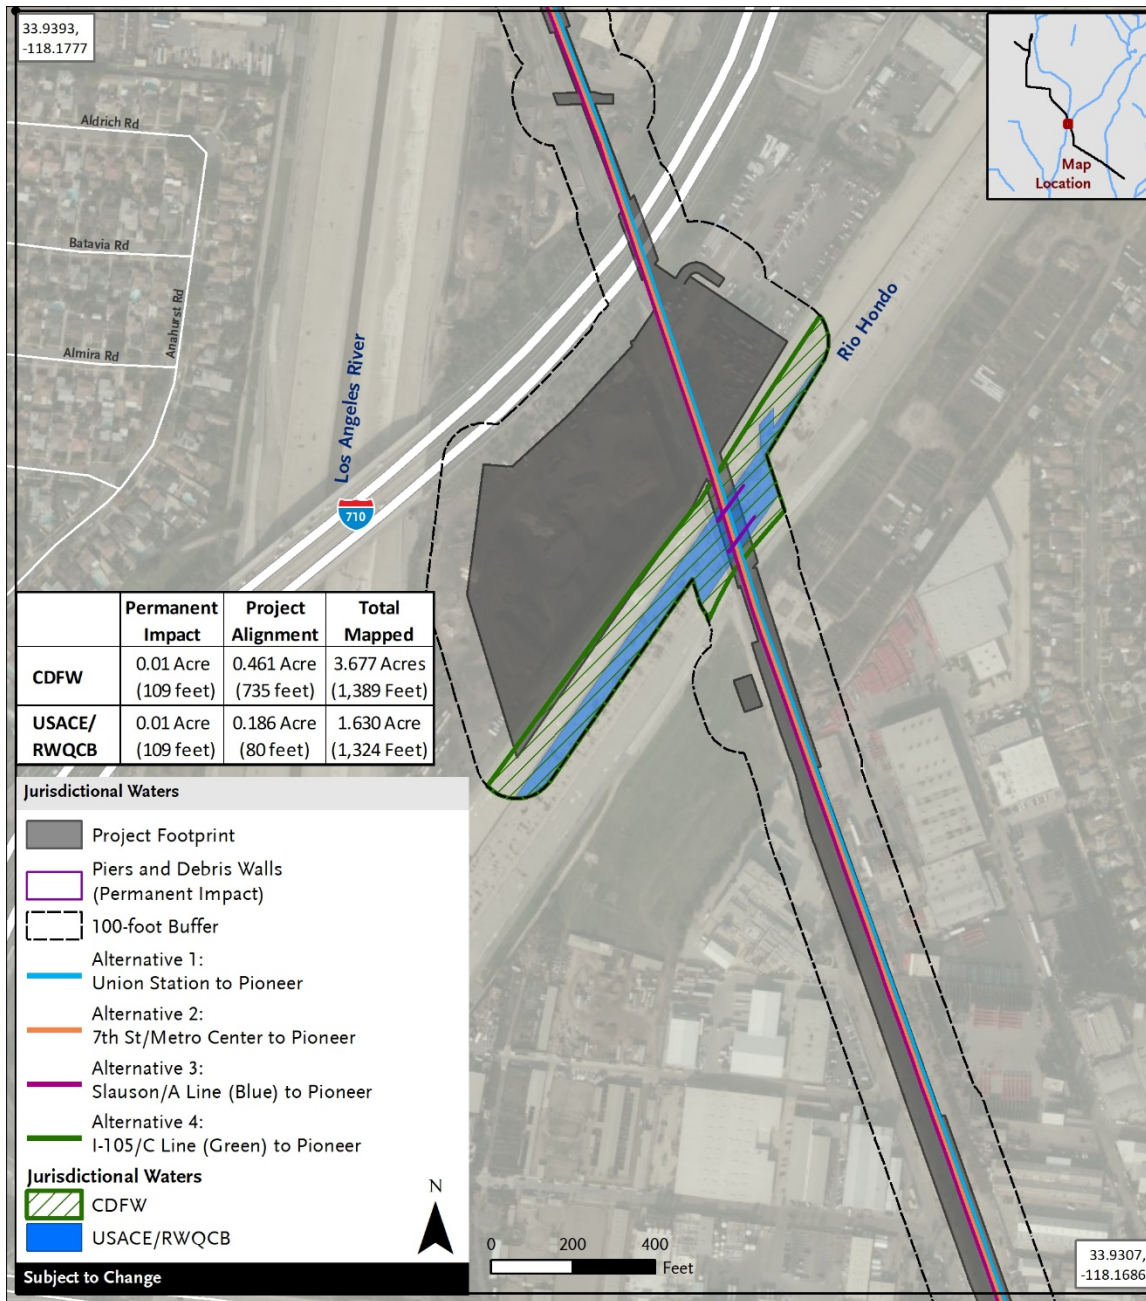 33.9393,
-118.1777
Map
Location
Aldrich Rd
Batavia Rd
Anahurst Rd
Almira Rd
Los Angeles River
Rio Hondo
710
Permanent Impact Project Alignment Total Mapped
CDFW 0.01 Acre (109 feet) 0.461 Acre (735 feet) 3.677 Acres (1,389 Feet)
USACE/RWQCB 0.01 Acre (109 feet) 0.186 Acre (80 feet) 1.630 Acre (1,324 Feet)
Jurisdictional Waters
Project Footprint
Piers and Debris Walls
(Permanent Impact)
100-foot Buffer
Alternative 1:
Union Station to Pioneer
Alternative 2:
7th St/Metro Center to Pioneer
Alternative 3:
Slauson/A Line (Blue) to Pioneer
Alternative 4:
I-105/C Line (Green) to Pioneer
Jurisdictional Waters
CDFW
USACE/RWQCB
Subject to Change
N
0 200 400
Feet
33.9307,
-118.1686